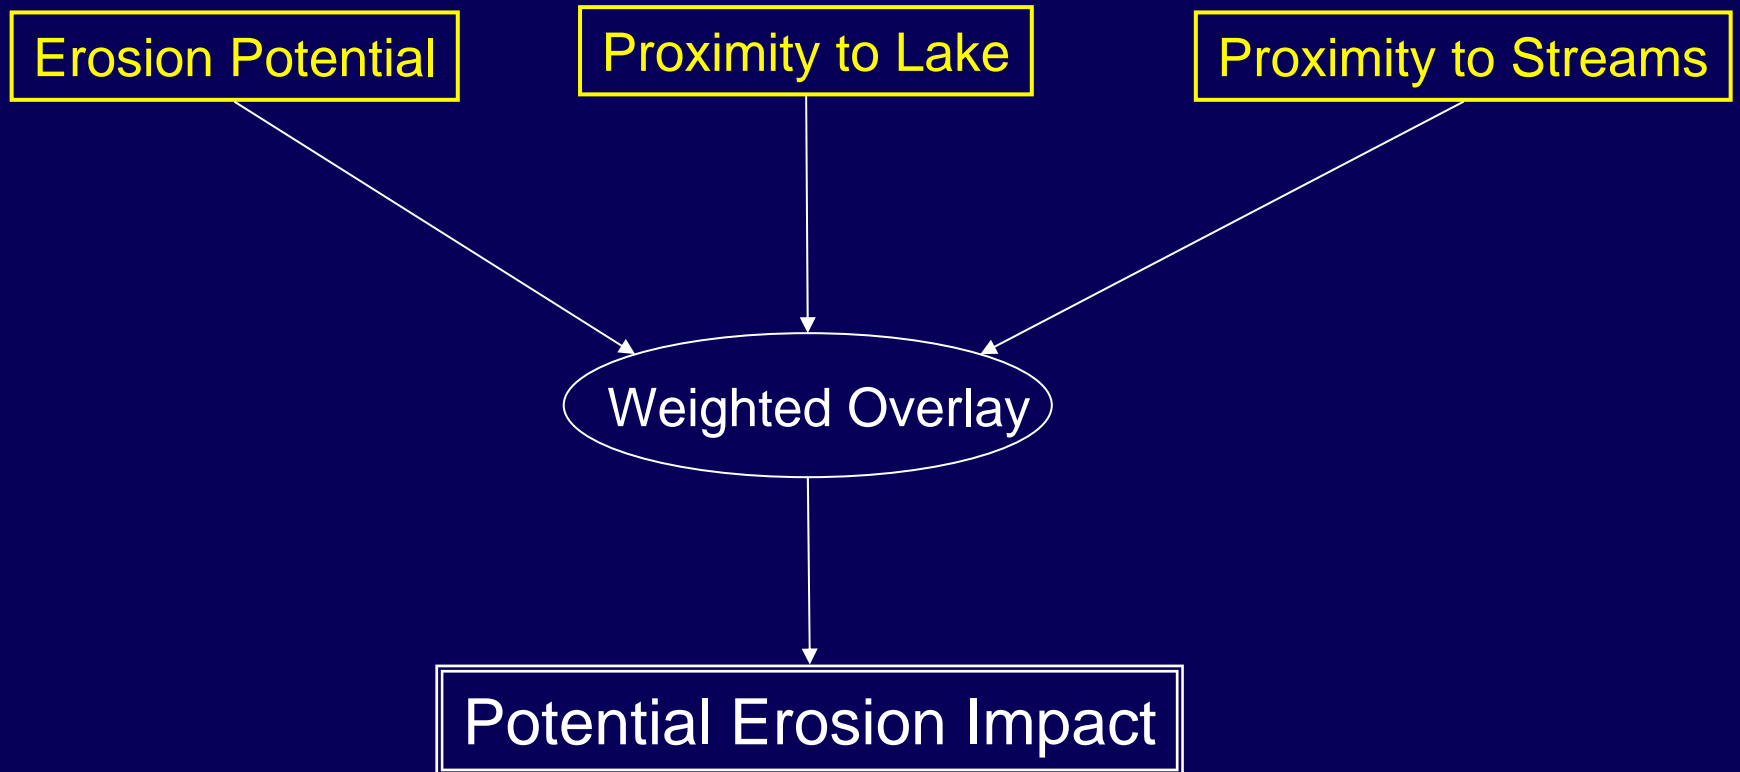 Erosion Potential
Proximity to Lake
Proximity to Streams
Weighted Overlay
Potential Erosion Impact